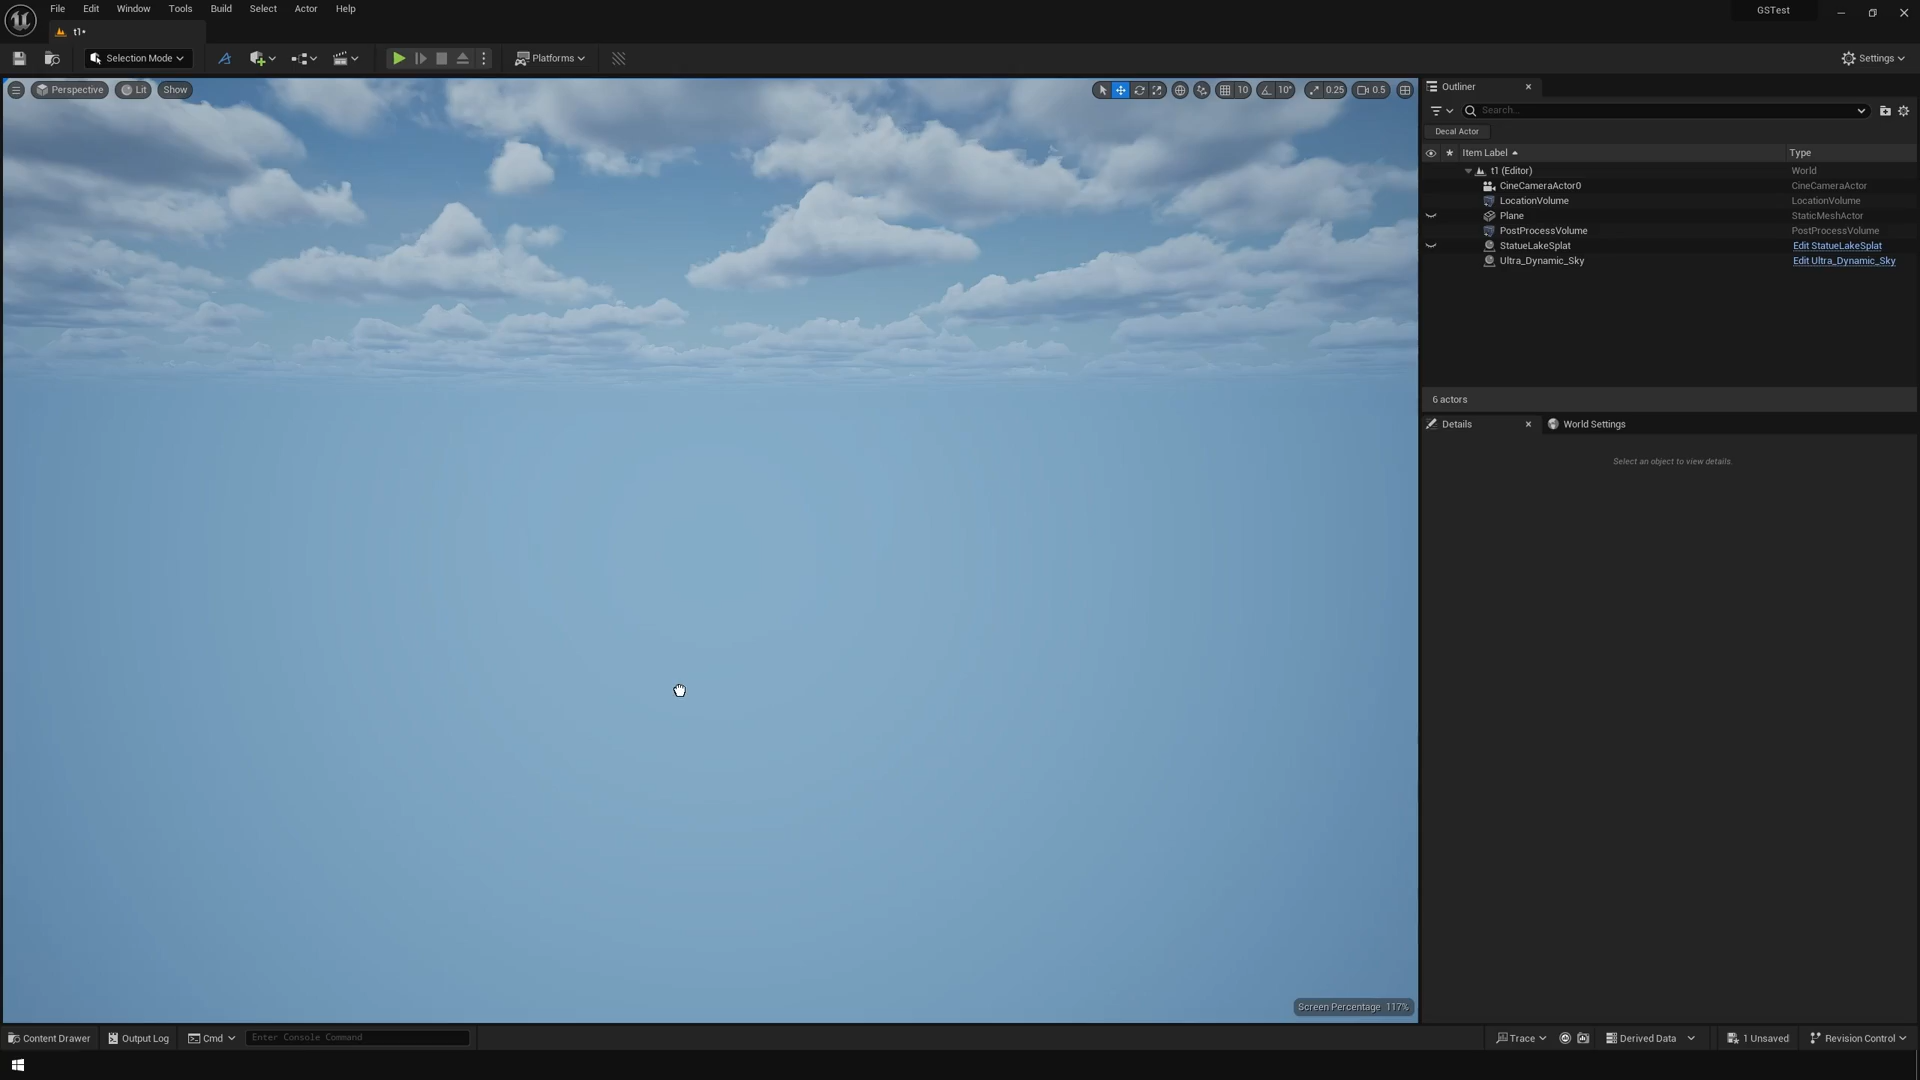 File Edit Window Tools Build Select Actor Help
GSTest
t1•
Selection Mode
Platforms
Settings
Perspective Lit Show
10 10° 0.25 0.5
Outliner
Search...
Decal Actor
Item Label Type
t1 (Editor) World
CineCameraActor0 CineCameraActor
LocationVolume LocationVolume
Plane StaticMeshActor
PostProcessVolume PostProcessVolume
StatueLakeSplat Edit StatueLakeSplat
Ultra_Dynamic_Sky Edit Ultra_Dynamic_Sky
6 actors
Details World Settings
Select an object to view details.
Screen Percentage 117%
Content Drawer Output Log Cmd Enter Console Command Trace Derived Data 1 Unsaved Revision Control